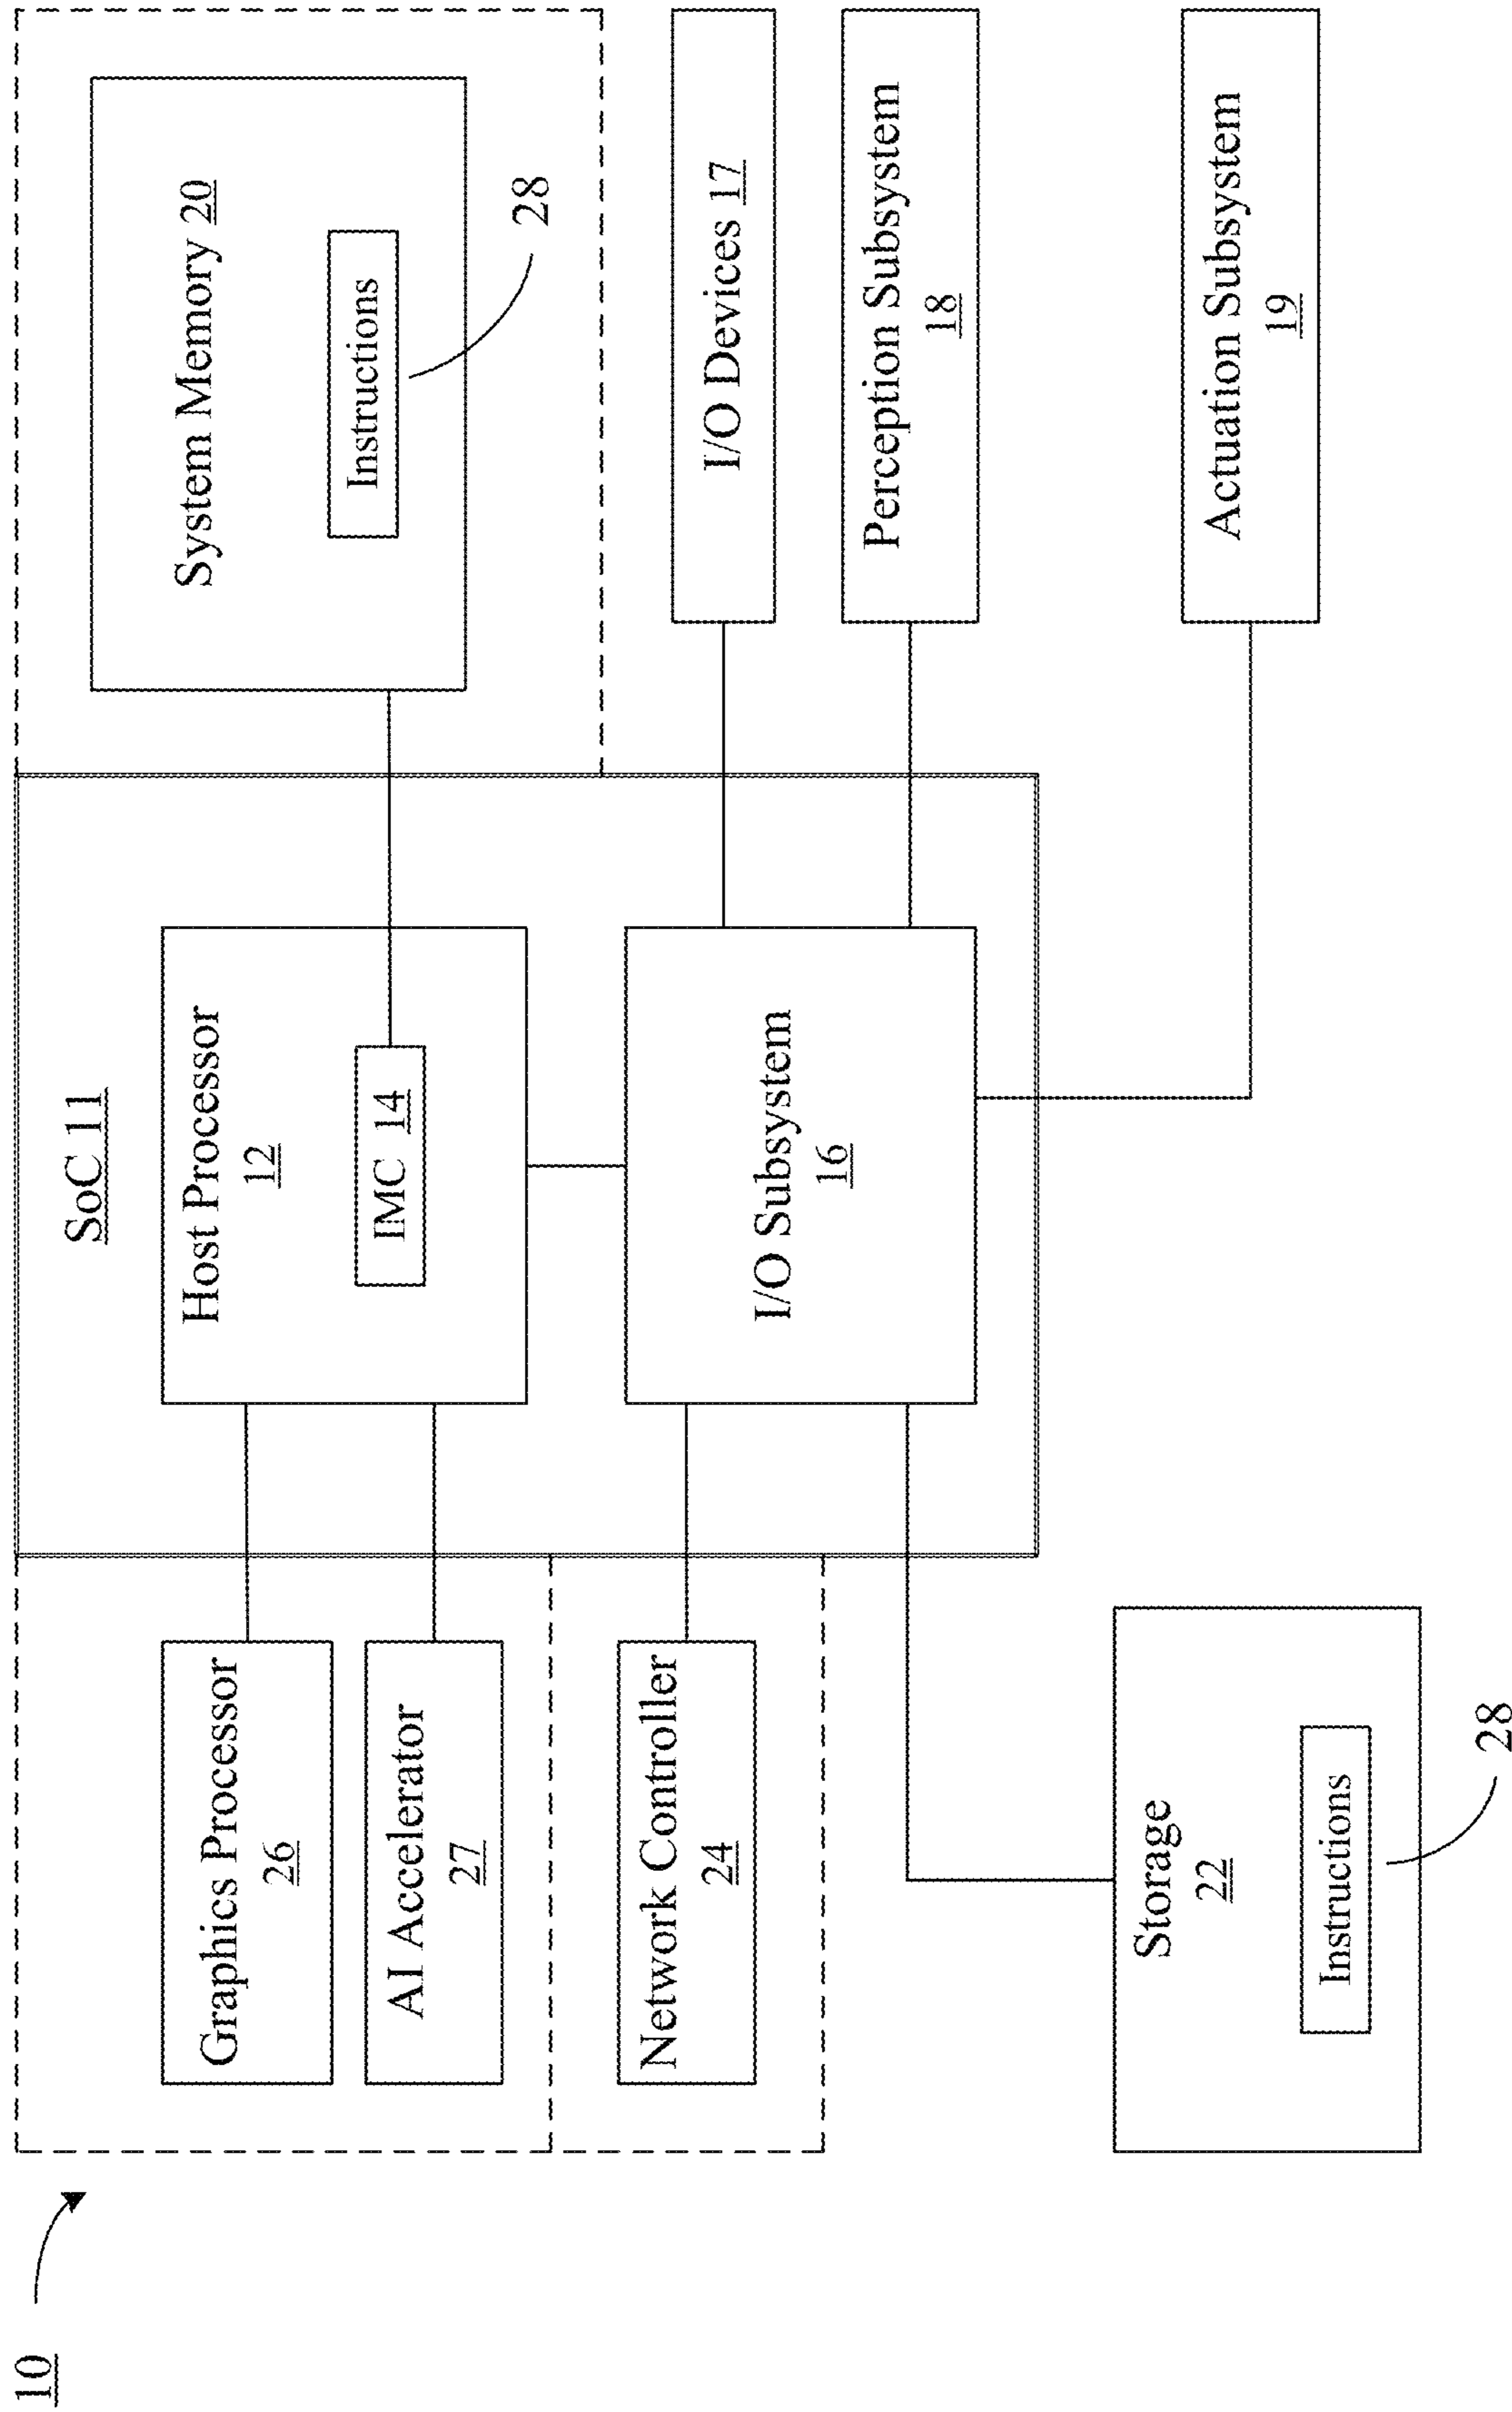 10
Graphics Processor
26
AI Accelerator
27
Network Controller
24
Storage
22
Instructions
28
SoC 11
Host Processor
12
IMC 14
I/O Subsystem
16
System Memory 20
Instructions
28
I/O Devices 17
Perception Subsystem
18
Actuation Subsystem
19